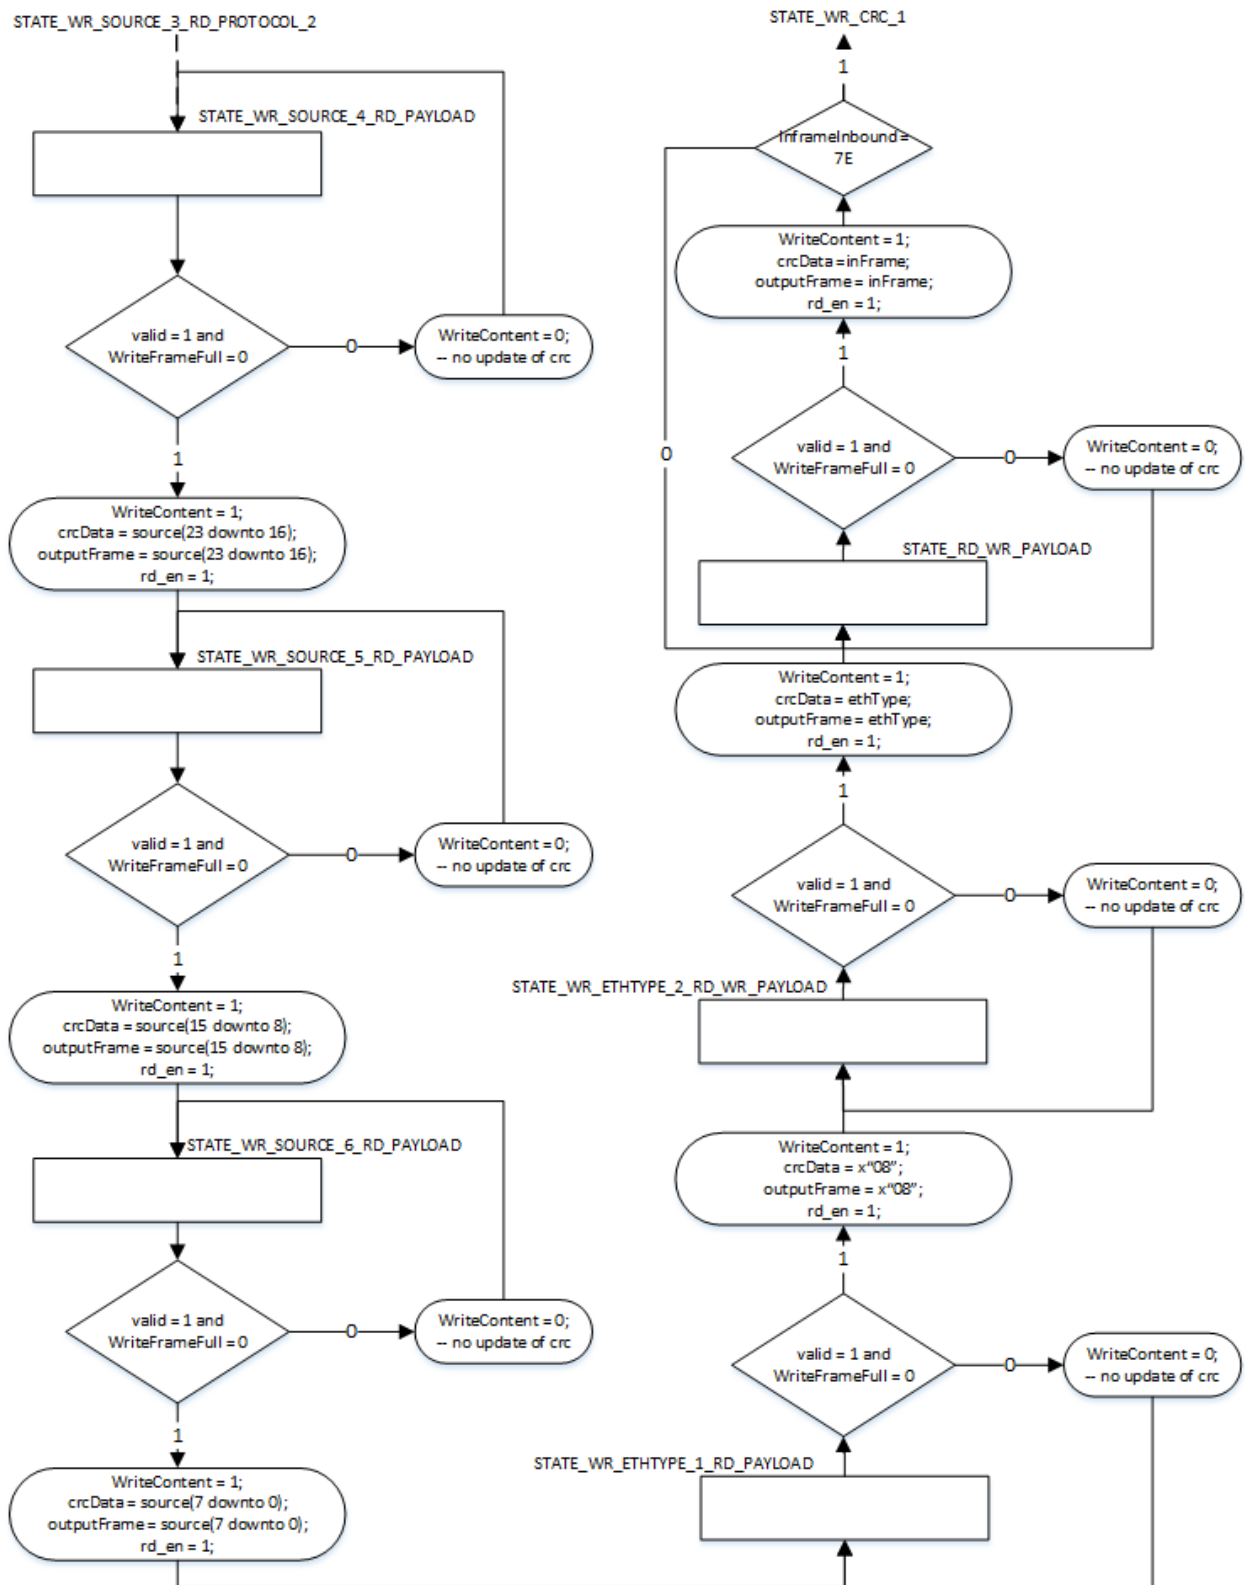 STATE_WR_SOURCE_3_RD_PROTOCOL_2
STATE_WR_SOURCE_4_RD_PAYLOAD
valid = 1 and
WriteFrameFull = 0
0
WriteContent = 0;
-- no update of crc
1
WriteContent = 1;
crcData = source(23 downto 16);
outputFrame = source(23 downto 16);
rd_en = 1;
STATE_WR_SOURCE_5_RD_PAYLOAD
valid = 1 and
WriteFrameFull = 0
0
WriteContent = 0;
-- no update of crc
1
WriteContent = 1;
crcData = source(15 downto 8);
outputFrame = source(15 downto 8);
rd_en = 1;
STATE_WR_SOURCE_6_RD_PAYLOAD
valid = 1 and
WriteFrameFull = 0
0
WriteContent = 0;
-- no update of crc
1
WriteContent = 1;
crcData = source(7 downto 0);
outputFrame = source(7 downto 0);
rd_en = 1;
STATE_WR_CRC_1
1
InframeInbound =
7E
0
WriteContent = 1;
crcData =inFrame;
outputFrame = inFrame;
rd_en = 1;
1
valid = 1 and
WriteFrameFull = 0
0
WriteContent = 0;
-- no update of crc
STATE_RD_WR_PAYLOAD
WriteContent = 1;
crcData = ethType;
outputFrame = ethType;
rd_en = 1;
1
valid = 1 and
WriteFrameFull = 0
0
WriteContent = 0;
-- no update of crc
STATE_WR_ETHTYPE_2_RD_WR_PAYLOAD
WriteContent = 1;
crcData = x“08”;
outputFrame = x“08”;
rd_en = 1;
1
valid = 1 and
WriteFrameFull = 0
0
WriteContent = 0;
-- no update of crc
STATE_WR_ETHTYPE_1_RD_PAYLOAD